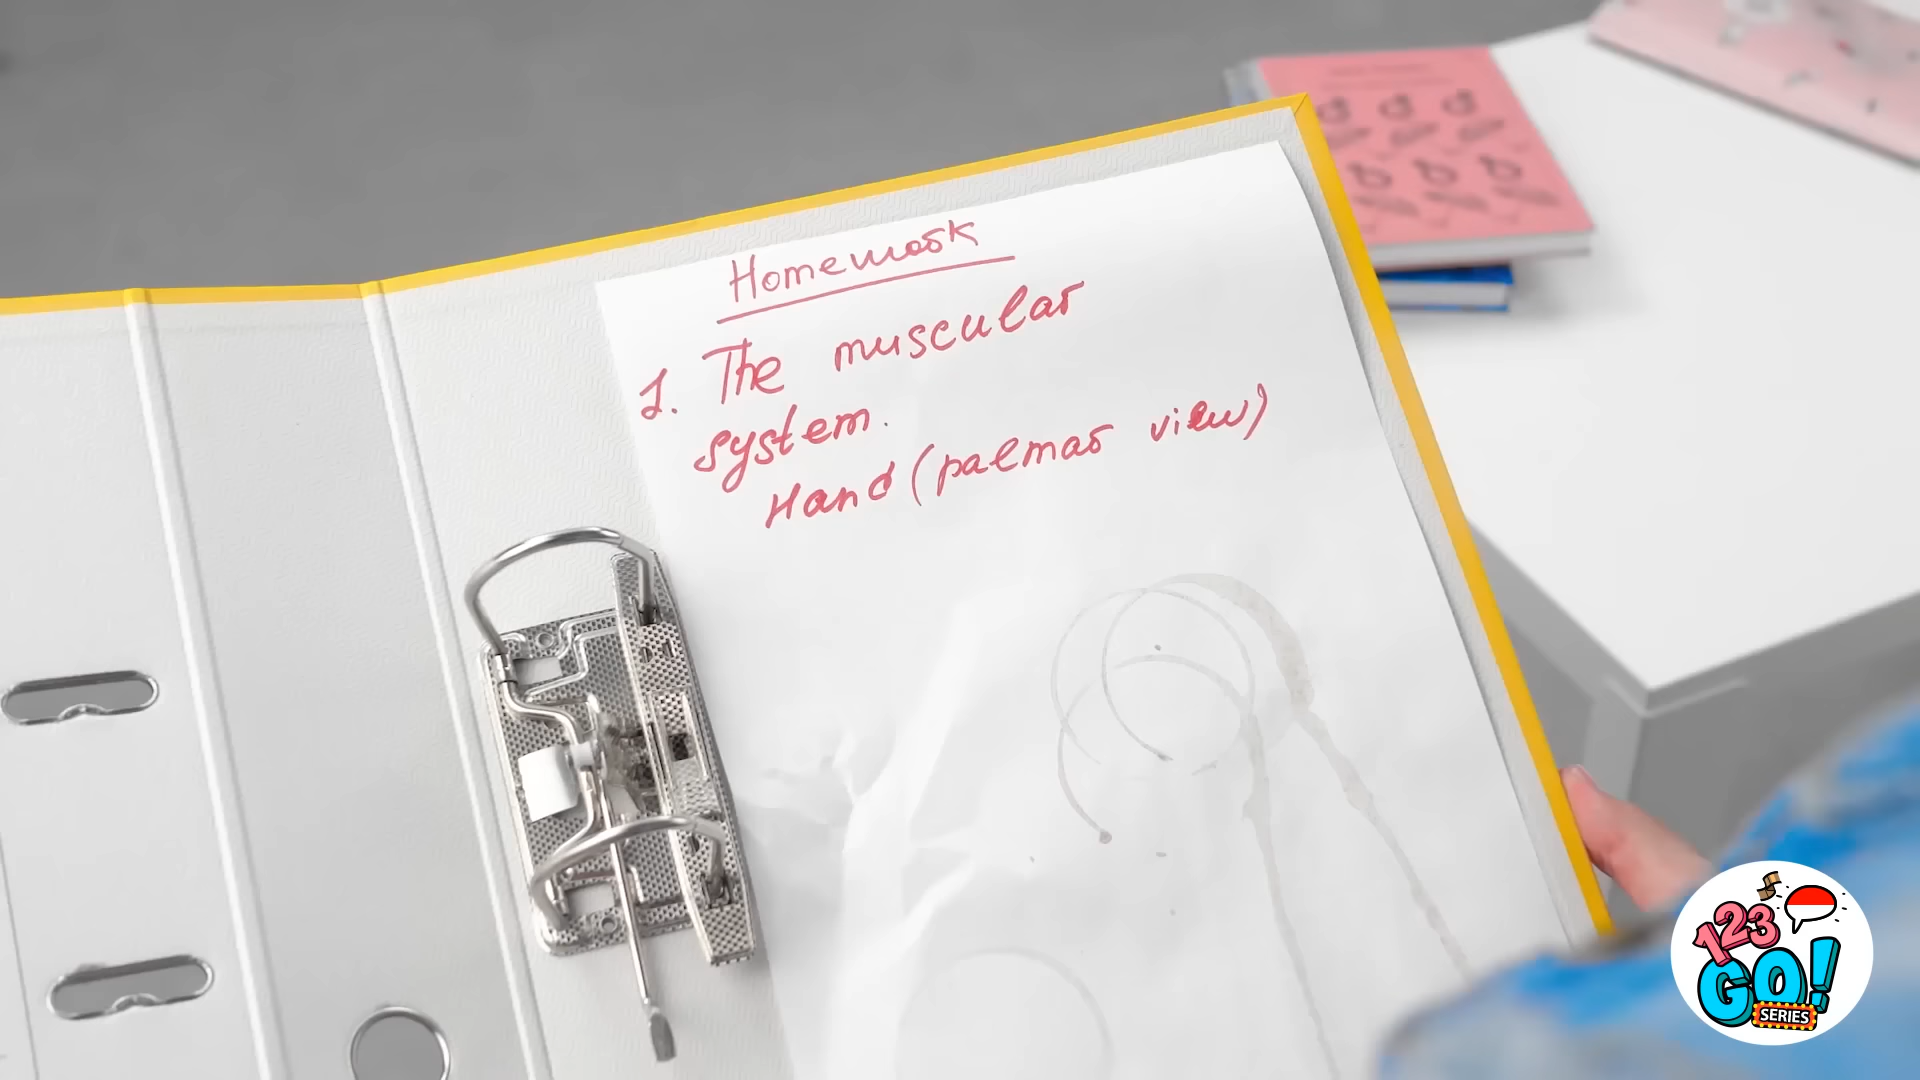 Homework
1. The muscular
system.
Hand (palmar view)
123
GO!
SERIES